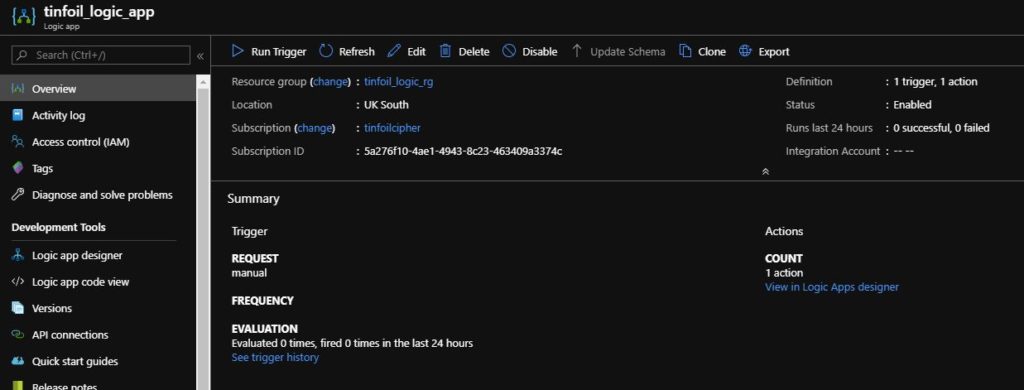 tinfoil_logic_app
Logic app
Search (Ctrl+/)
«
Overview
Activity log
Access control (IAM)
Tags
Diagnose and solve problems
Development Tools
Logic app designer
Logic app code view
Versions
API connections
Quick start guides
Release notes
Run Trigger Refresh Edit Delete Disable Update Schema Clone Export
Resource group (change) : tinfoil_logic_rg
Location : UK South
Subscription (change) : tinfoilcipher
Subscription ID : 5a276f10-4ae1-4943-8c23-463409a3374c
Definition : 1 trigger, 1 action
Status : Enabled
Runs last 24 hours : 0 successful, 0 failed
Integration Account : -- --
Summary
Trigger
REQUEST
manual
FREQUENCY
EVALUATION
Evaluated 0 times, fired 0 times in the last 24 hours
See trigger history
Actions
COUNT
1 action
View in Logic Apps designer